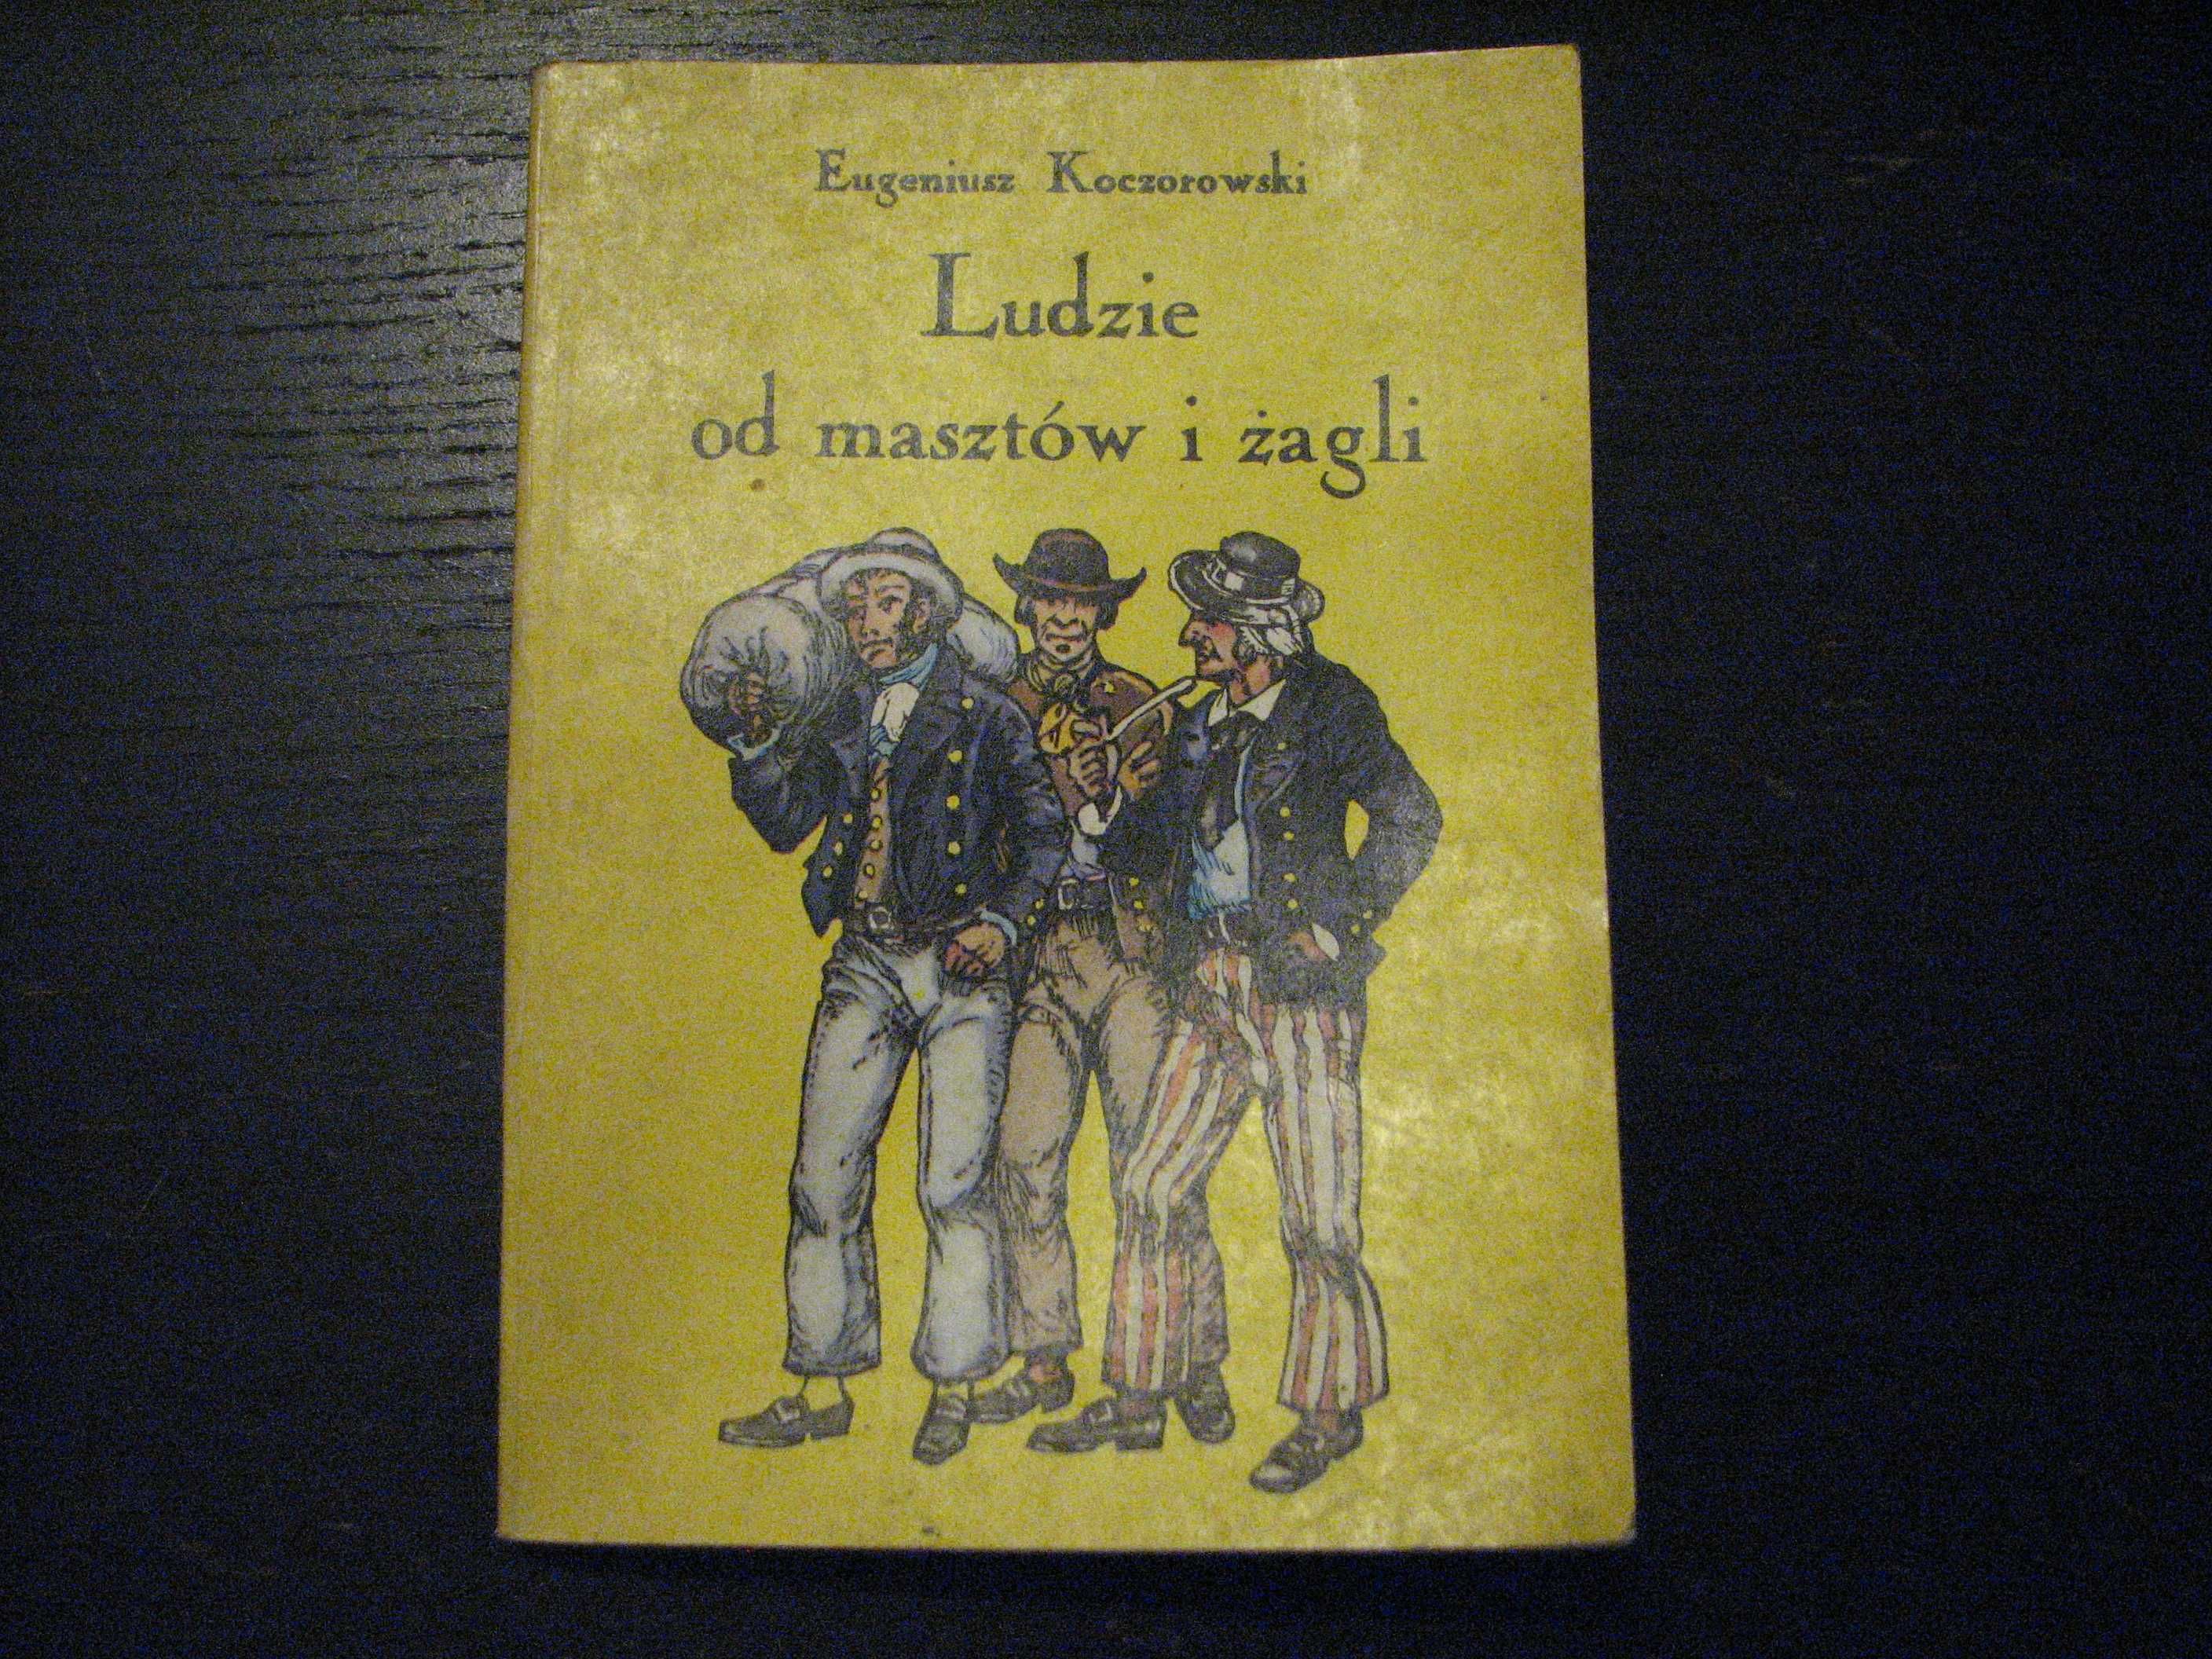 Eugeniusz Koczorowski
Ludzie
od masztów i żagli